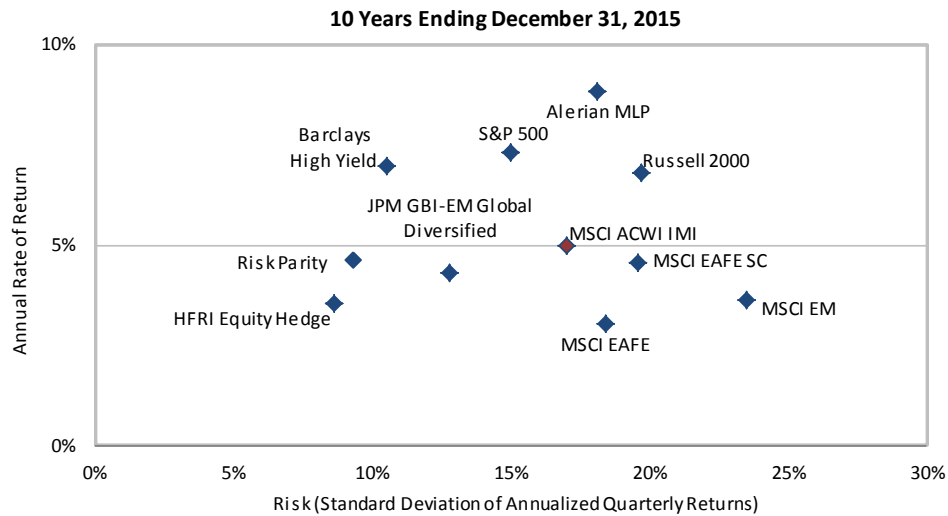 10 Years Ending December 31, 2015
10%
Alerian MLP
S&P 500
Barclays
High Yield
Russell 2000
JPM GBI-EM Global
Diversified
MSCI ACWI IMI
5%
Risk Parity
MSCI EAFE SC
MSCI EM
HFRI Equity Hedge
MSCI EAFE
0%
0%
5%
10%
15%
20%
25%
30%
Annual Rate of Return
Risk (Standard Deviation of Annualized Quarterly Returns)